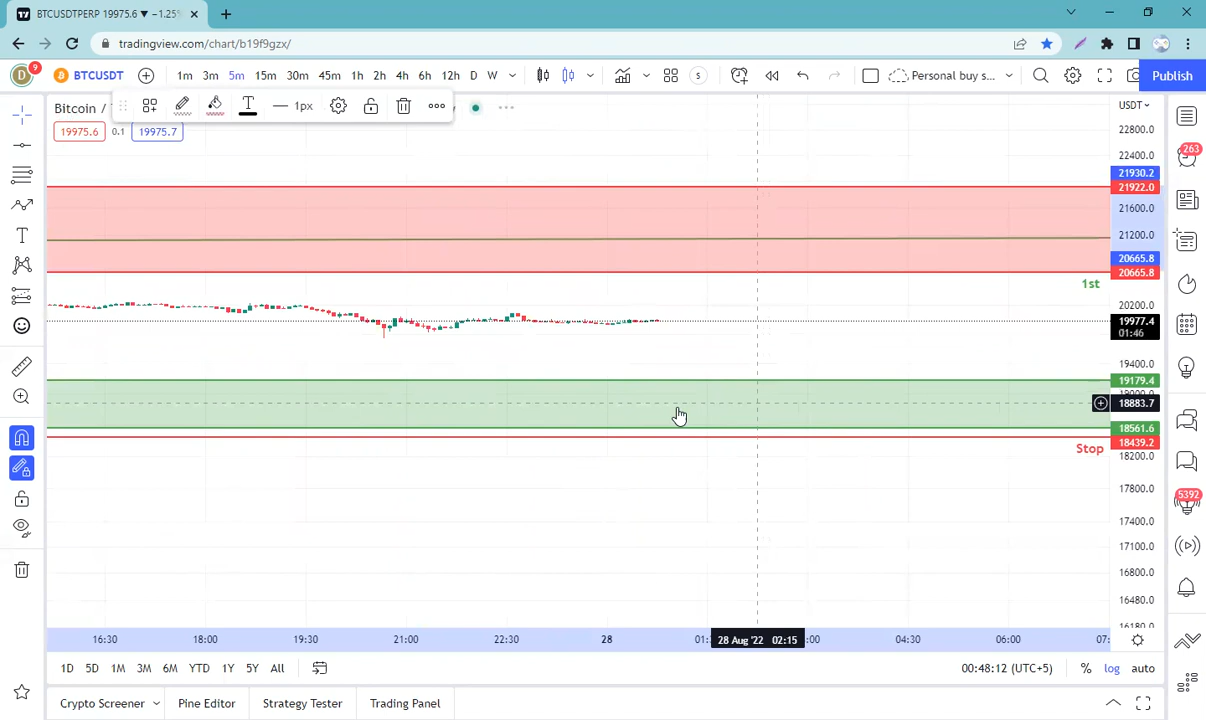 BTCUSDTPERP 19975.6 ▼ −1.25%
tradingview.com/chart/b19f9gzx/
D 9 BTCUSDT 1m 3m 5m 15m 30m 45m 1h 2h 4h 6h 12h D W S Personal buy s... Publish
Bitcoin / 1px
USDT
19975.6 0.1 19975.7
22800.0
22400.0
263
21930.2
21922.0
21600.0
21200.0
20665.8
20665.8
1st
20200.0
19977.4
01:46
19400.0
19179.4
18883.7
18561.6
18439.2
Stop
18200.0
17800.0
5392
17400.0
17100.0
16800.0
16480.0
16180.0
16:30 18:00 19:30 21:00 22:30 28 28 Aug '22 02:15 04:30 06:00
1D 5D 1M 3M 6M YTD 1Y 5Y All 00:48:12 (UTC+5) % log auto
Crypto Screener Pine Editor Strategy Tester Trading Panel